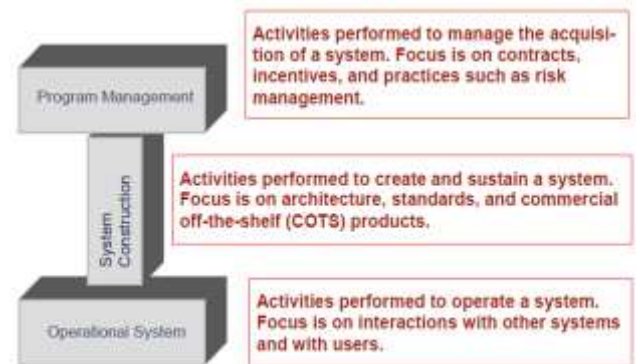 Activities performed to manage the acquisi-
tion of a system. Focus is on contracts,
incentives, and practices such as risk
management.
Program Management
Activities performed to create and sustain a system.
Focus is on architecture, standards, and commercial
off-the-shelf (COTS) products.
System
Construction
Activities performed to operate a system.
Focus is on interactions with other systems
and with users.
Operational System